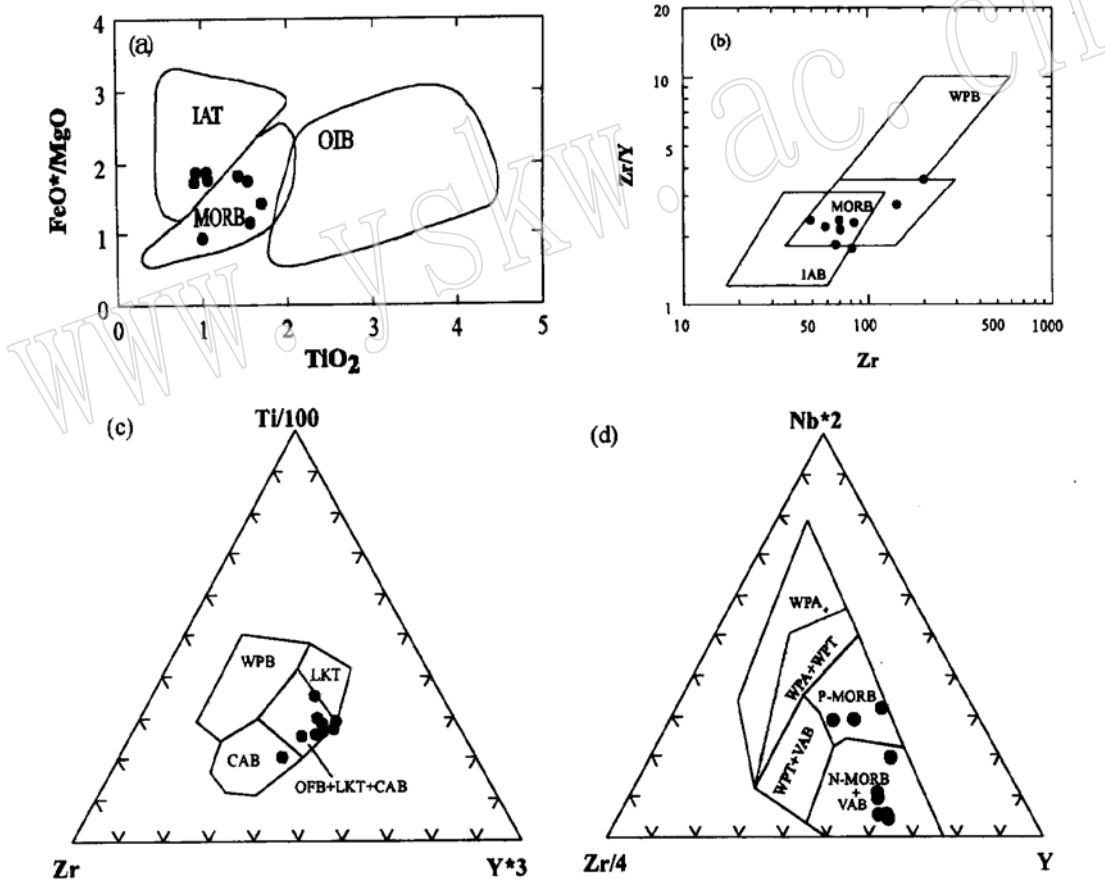 www.yskw.ac.cn
(a)
4
3
2
1
0
FeO*/MgO
IAT
OIB
MORB
0 1 2 3 4 5
TiO₂
(b)
20
10
5
1
Zr/Y
WPB
MORB
IAB
10 50 100 500 1000
Zr
(c)
Ti/100
WPB
LKT
CAB
OFB+LKT+CAB
Zr
Y*3
(d)
Nb*2
WPA
WPA+WPT
P-MORB
WPT+VAB
N-MORB
+
VAB
Zr/4
Y